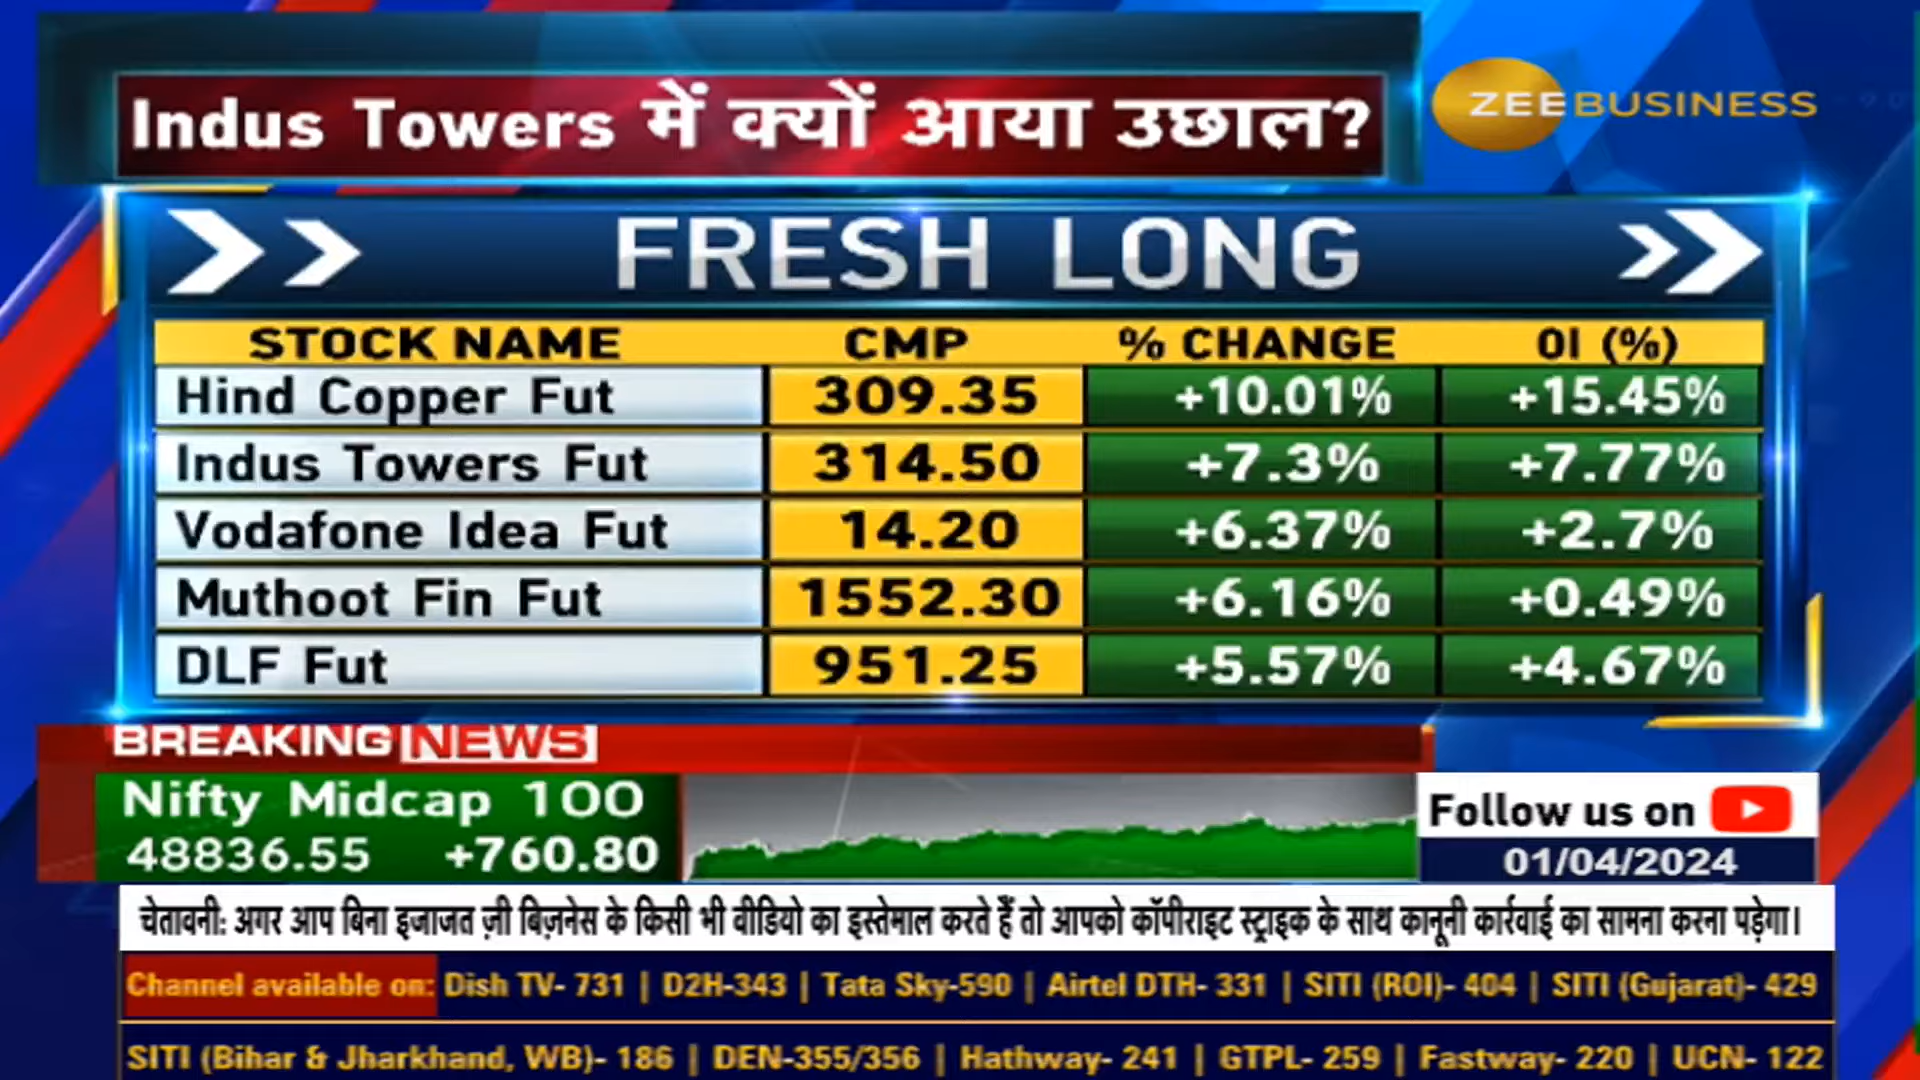 Indus Towers में क्यों आया उछाल?
ZEEBUSINESS
FRESH LONG
STOCK NAME CMP % CHANGE OI (%)
Hind Copper Fut 309.35 +10.01% +15.45%
Indus Towers Fut 314.50 +7.3% +7.77%
Vodafone Idea Fut 14.20 +6.37% +2.7%
Muthoot Fin Fut 1552.30 +6.16% +0.49%
DLF Fut 951.25 +5.57% +4.67%
BREAKING NEWS
Nifty Midcap 100
48836.55 +760.80
Follow us on
01/04/2024
चेतावनी: अगर आप बिना इजाजत ज़ी बिज़नेस के किसी भी वीडियो का इस्तेमाल करते हैं तो आपको कॉपीराइट स्ट्राइक के साथ कानूनी कार्रवाई का सामना करना पड़ेगा।
Channel available on: Dish TV- 731 | D2H-343 | Tata Sky-590 | Airtel DTH- 331 | SITI (ROI)- 404 | SITI (Gujarat)- 429
SITI (Bihar & Jharkhand, WB)- 186 | DEN-355/356 | Hathway- 241 | GTPL- 259 | Fastway- 220 | UCN- 122